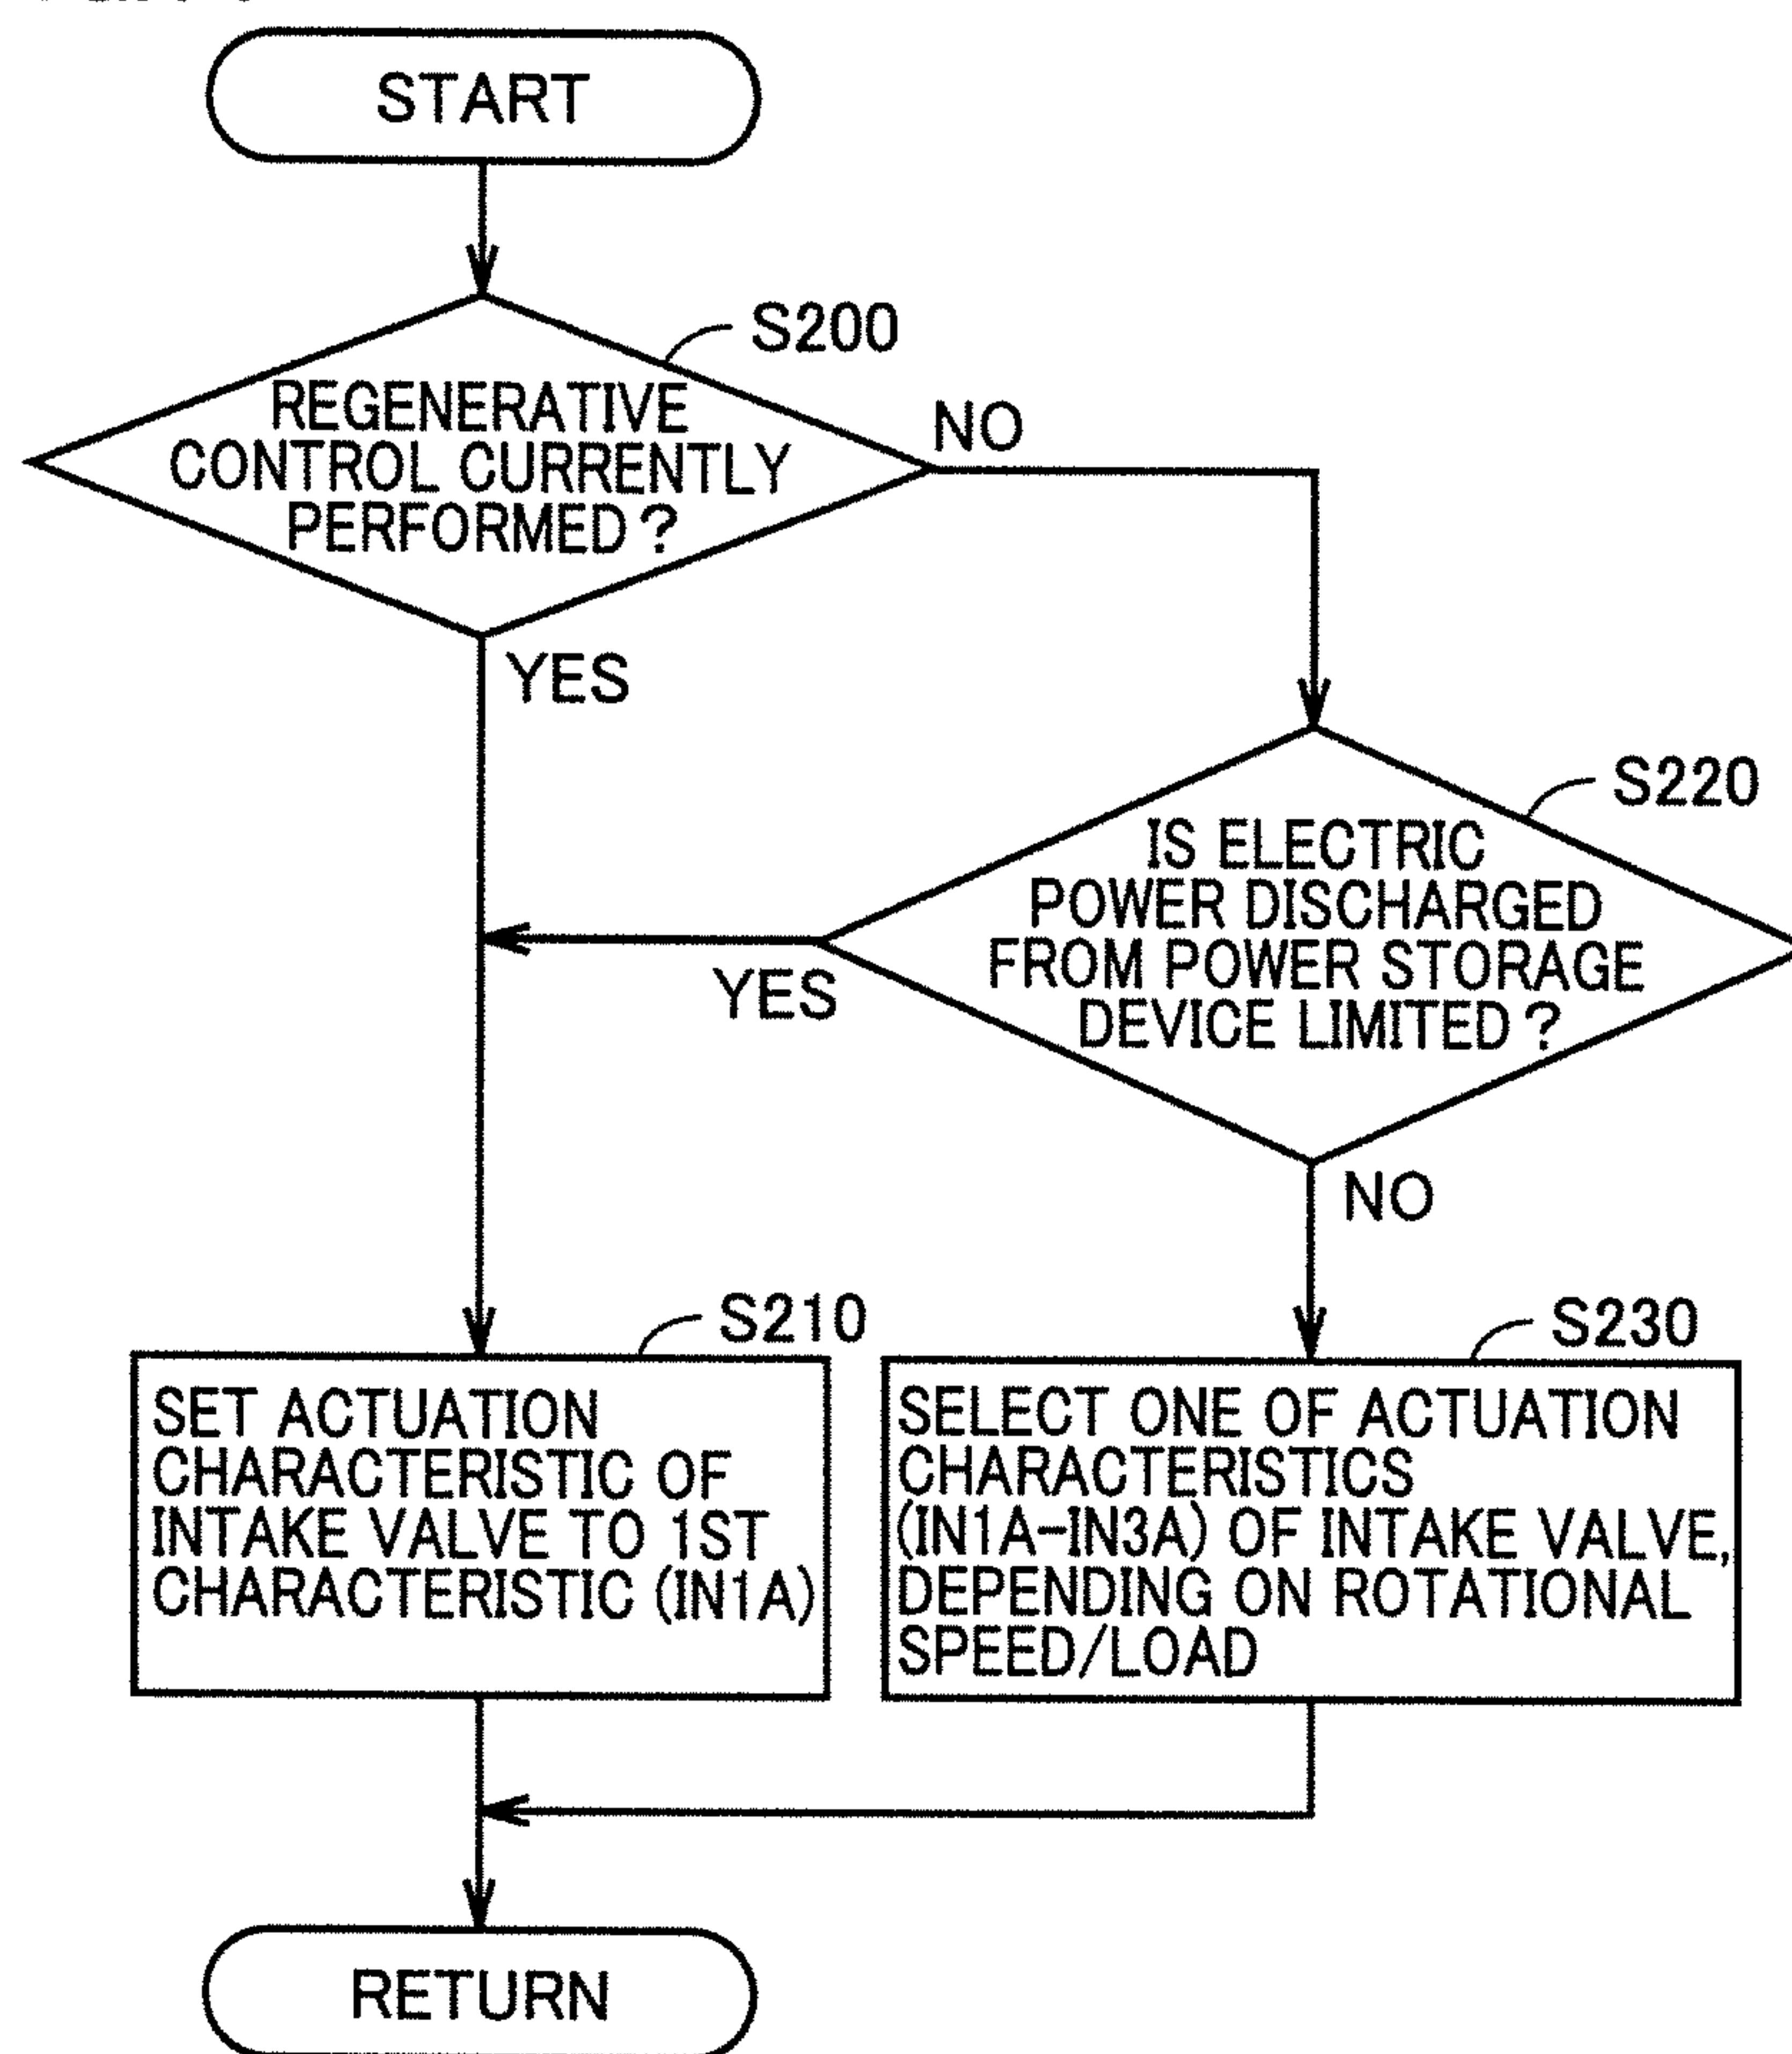 START
S200
REGENERATIVE
CONTROL CURRENTLY
PERFORMED?
NO
YES
S220
IS ELECTRIC
POWER DISCHARGED
FROM POWER STORAGE
DEVICE LIMITED?
YES
NO
S210
SET ACTUATION
CHARACTERISTIC OF
INTAKE VALVE TO 1ST
CHARACTERISTIC (IN1A)
S230
SELECT ONE OF ACTUATION
CHARACTERISTICS
(IN1A-IN3A) OF INTAKE VALVE,
DEPENDING ON ROTATIONAL
SPEED/LOAD
RETURN